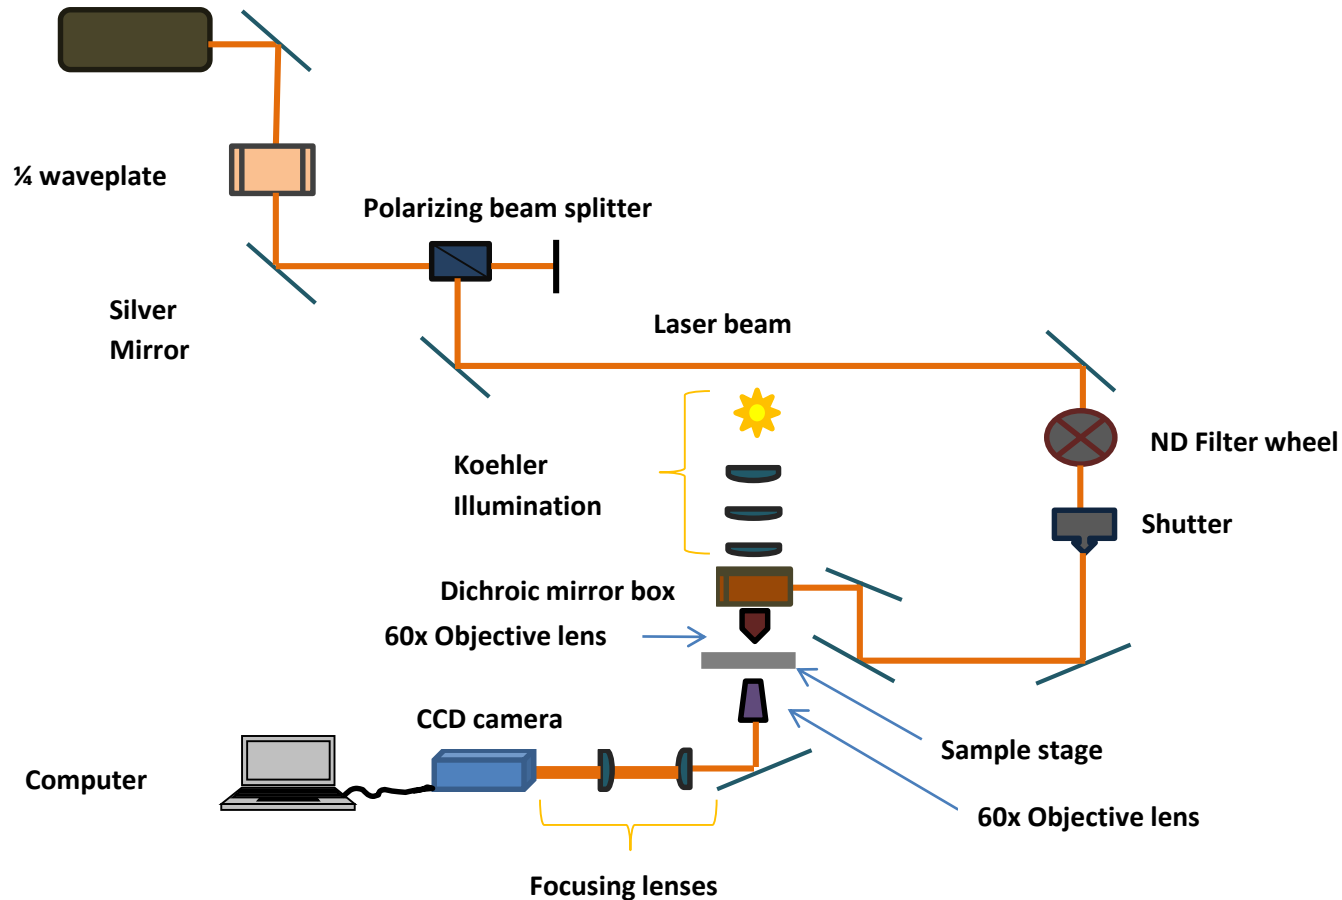 ¼ waveplate
Polarizing beam splitter
Silver
Mirror
Laser beam
ND Filter wheel
Koehler
Illumination
Shutter
Dichroic mirror box
60x Objective lens
CCD camera
Sample stage
Computer
60x Objective lens
Focusing lenses